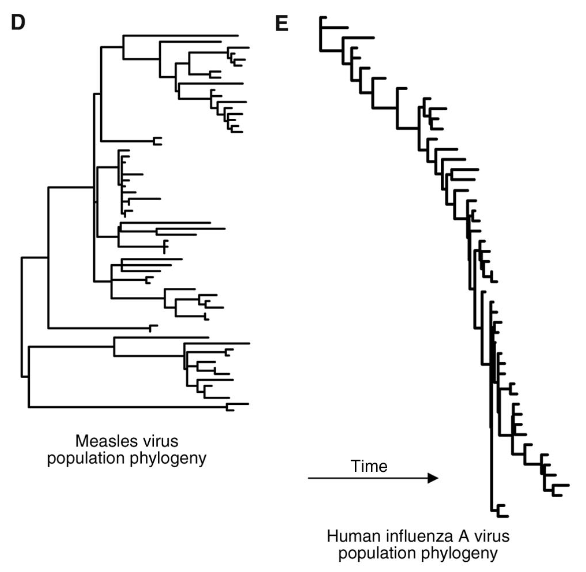 D
E
Measles virus
population phylogeny
Time
Human influenza A virus
population phylogeny